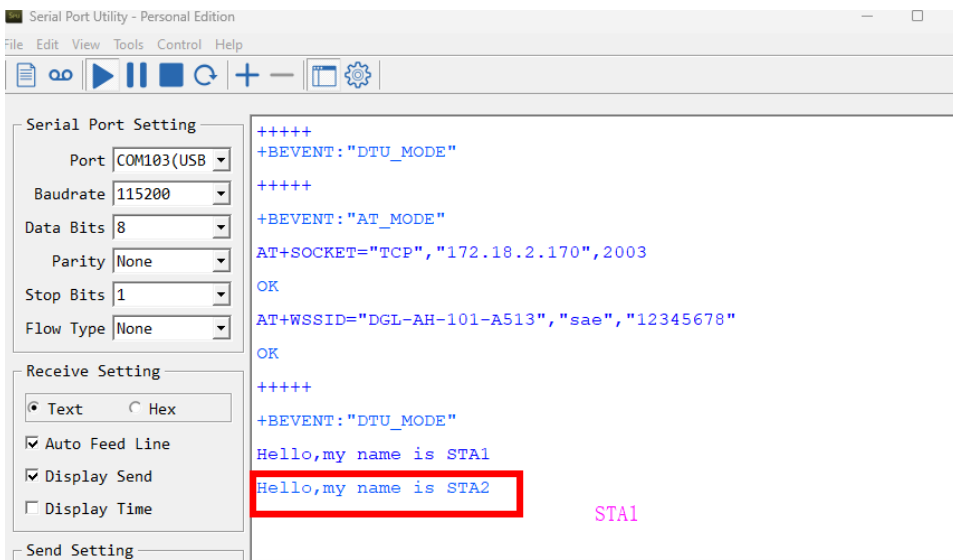 Serial Port Utility - Personal Edition
File Edit View Tools Control Help
Serial Port Setting
Port COM103(USB
Baudrate 115200
Data Bits 8
Parity None
Stop Bits 1
Flow Type None
Receive Setting
Text Hex
Auto Feed Line
Display Send
Display Time
Send Setting
+++++
+BEVENT:"DTU_MODE"
+++++
+BEVENT:"AT_MODE"
AT+SOCKET="TCP","172.18.2.170",2003
OK
AT+WSSID="DGL-AH-101-A513","sae","12345678"
OK
+++++
+BEVENT:"DTU_MODE"
Hello,my name is STA1
Hello,my name is STA2
STA1